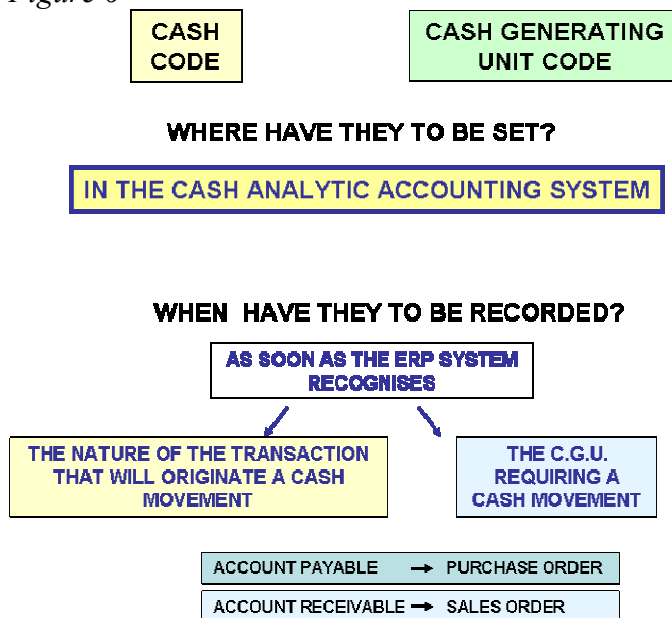 Figure 6
CASH
CODE
CASH GENERATING
UNIT CODE
WHERE HAVE THEY TO BE SET?
IN THE CASH ANALYTIC ACCOUNTING SYSTEM
WHEN HAVE THEY TO BE RECORDED?
AS SOON AS THE ERP SYSTEM
RECOGNISES
THE NATURE OF THE TRANSACTION
THAT WILL ORIGINATE A CASH
MOVEMENT
THE C.G.U.
REQUIRING A
CASH MOVEMENT
ACCOUNT PAYABLE → PURCHASE ORDER
ACCOUNT RECEIVABLE → SALES ORDER